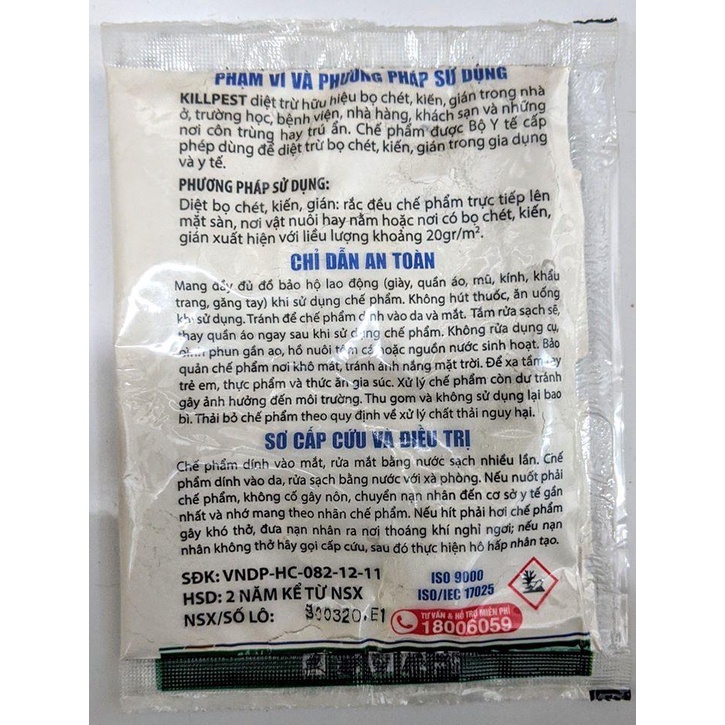 PHẠM VI VÀ PHƯƠNG PHÁP SỬ DỤNG
KILLPEST diệt trừ hữu hiệu bọ chét, kiến, gián trong nhà
ở, trường học, bệnh viện, nhà hàng, khách sạn và những
nơi côn trùng hay trú ẩn. Chế phẩm được Bộ Y tế cấp
phép dùng để diệt trừ bọ chét, kiến, gián trong gia dụng
và y tế.
PHƯƠNG PHÁP SỬ DỤNG:
Diệt bọ chét, kiến, gián: rắc đều chế phẩm trực tiếp lên
mặt sàn, nơi vật nuôi hay nằm hoặc nơi có bọ chét, kiến,
gián xuất hiện với liều lượng khoảng 20gr/m².
CHỈ DẪN AN TOÀN
Mang đầy đủ đồ bảo hộ lao động (giày, quần áo, mũ, kính, khẩu
trang, găng tay) khi sử dụng chế phẩm. Không hút thuốc, ăn uống
khi sử dụng. Tránh để chế phẩm dính vào da và mắt. Tắm rửa sạch sẽ,
thay quần áo ngay sau khi sử dụng chế phẩm. Không rửa dụng cụ,
bình phun gần ao, hồ nuôi tôm cá hoặc nguồn nước sinh hoạt. Bảo
quản chế phẩm nơi khô mát, tránh ánh nắng mặt trời. Để xa tầm tay
trẻ em, thực phẩm và thức ăn gia súc. Xử lý chế phẩm còn dư tránh
gây ảnh hưởng đến môi trường. Thu gom và không sử dụng lại bao
bì. Thải bỏ chế phẩm theo quy định về xử lý chất thải nguy hại.
SƠ CẤP CỨU VÀ ĐIỀU TRỊ
Chế phẩm dính vào mắt, rửa mắt bằng nước sạch nhiều lần. Chế
phẩm dính vào da, rửa sạch bằng nước với xà phòng. Nếu nuốt phải
chế phẩm, không cố gây nôn, chuyển nạn nhân đến cơ sở y tế gần
nhất và nhớ mang theo nhãn chế phẩm. Nếu hít phải hơi chế phẩm
gây khó thở, đưa nạn nhân ra nơi thoáng khí nghỉ ngơi; nếu nạn
nhân không thở hãy gọi cấp cứu, sau đó thực hiện hô hấp nhân tạo.
SĐK: VNDP-HC-082-12-11
HSD: 2 NĂM KỂ TỪ NSX
NSX/SỐ LÔ:
ISO 9000
ISO/IEC 17025
TƯ VẤN & HỖ TRỢ MIỄN PHÍ
18006059